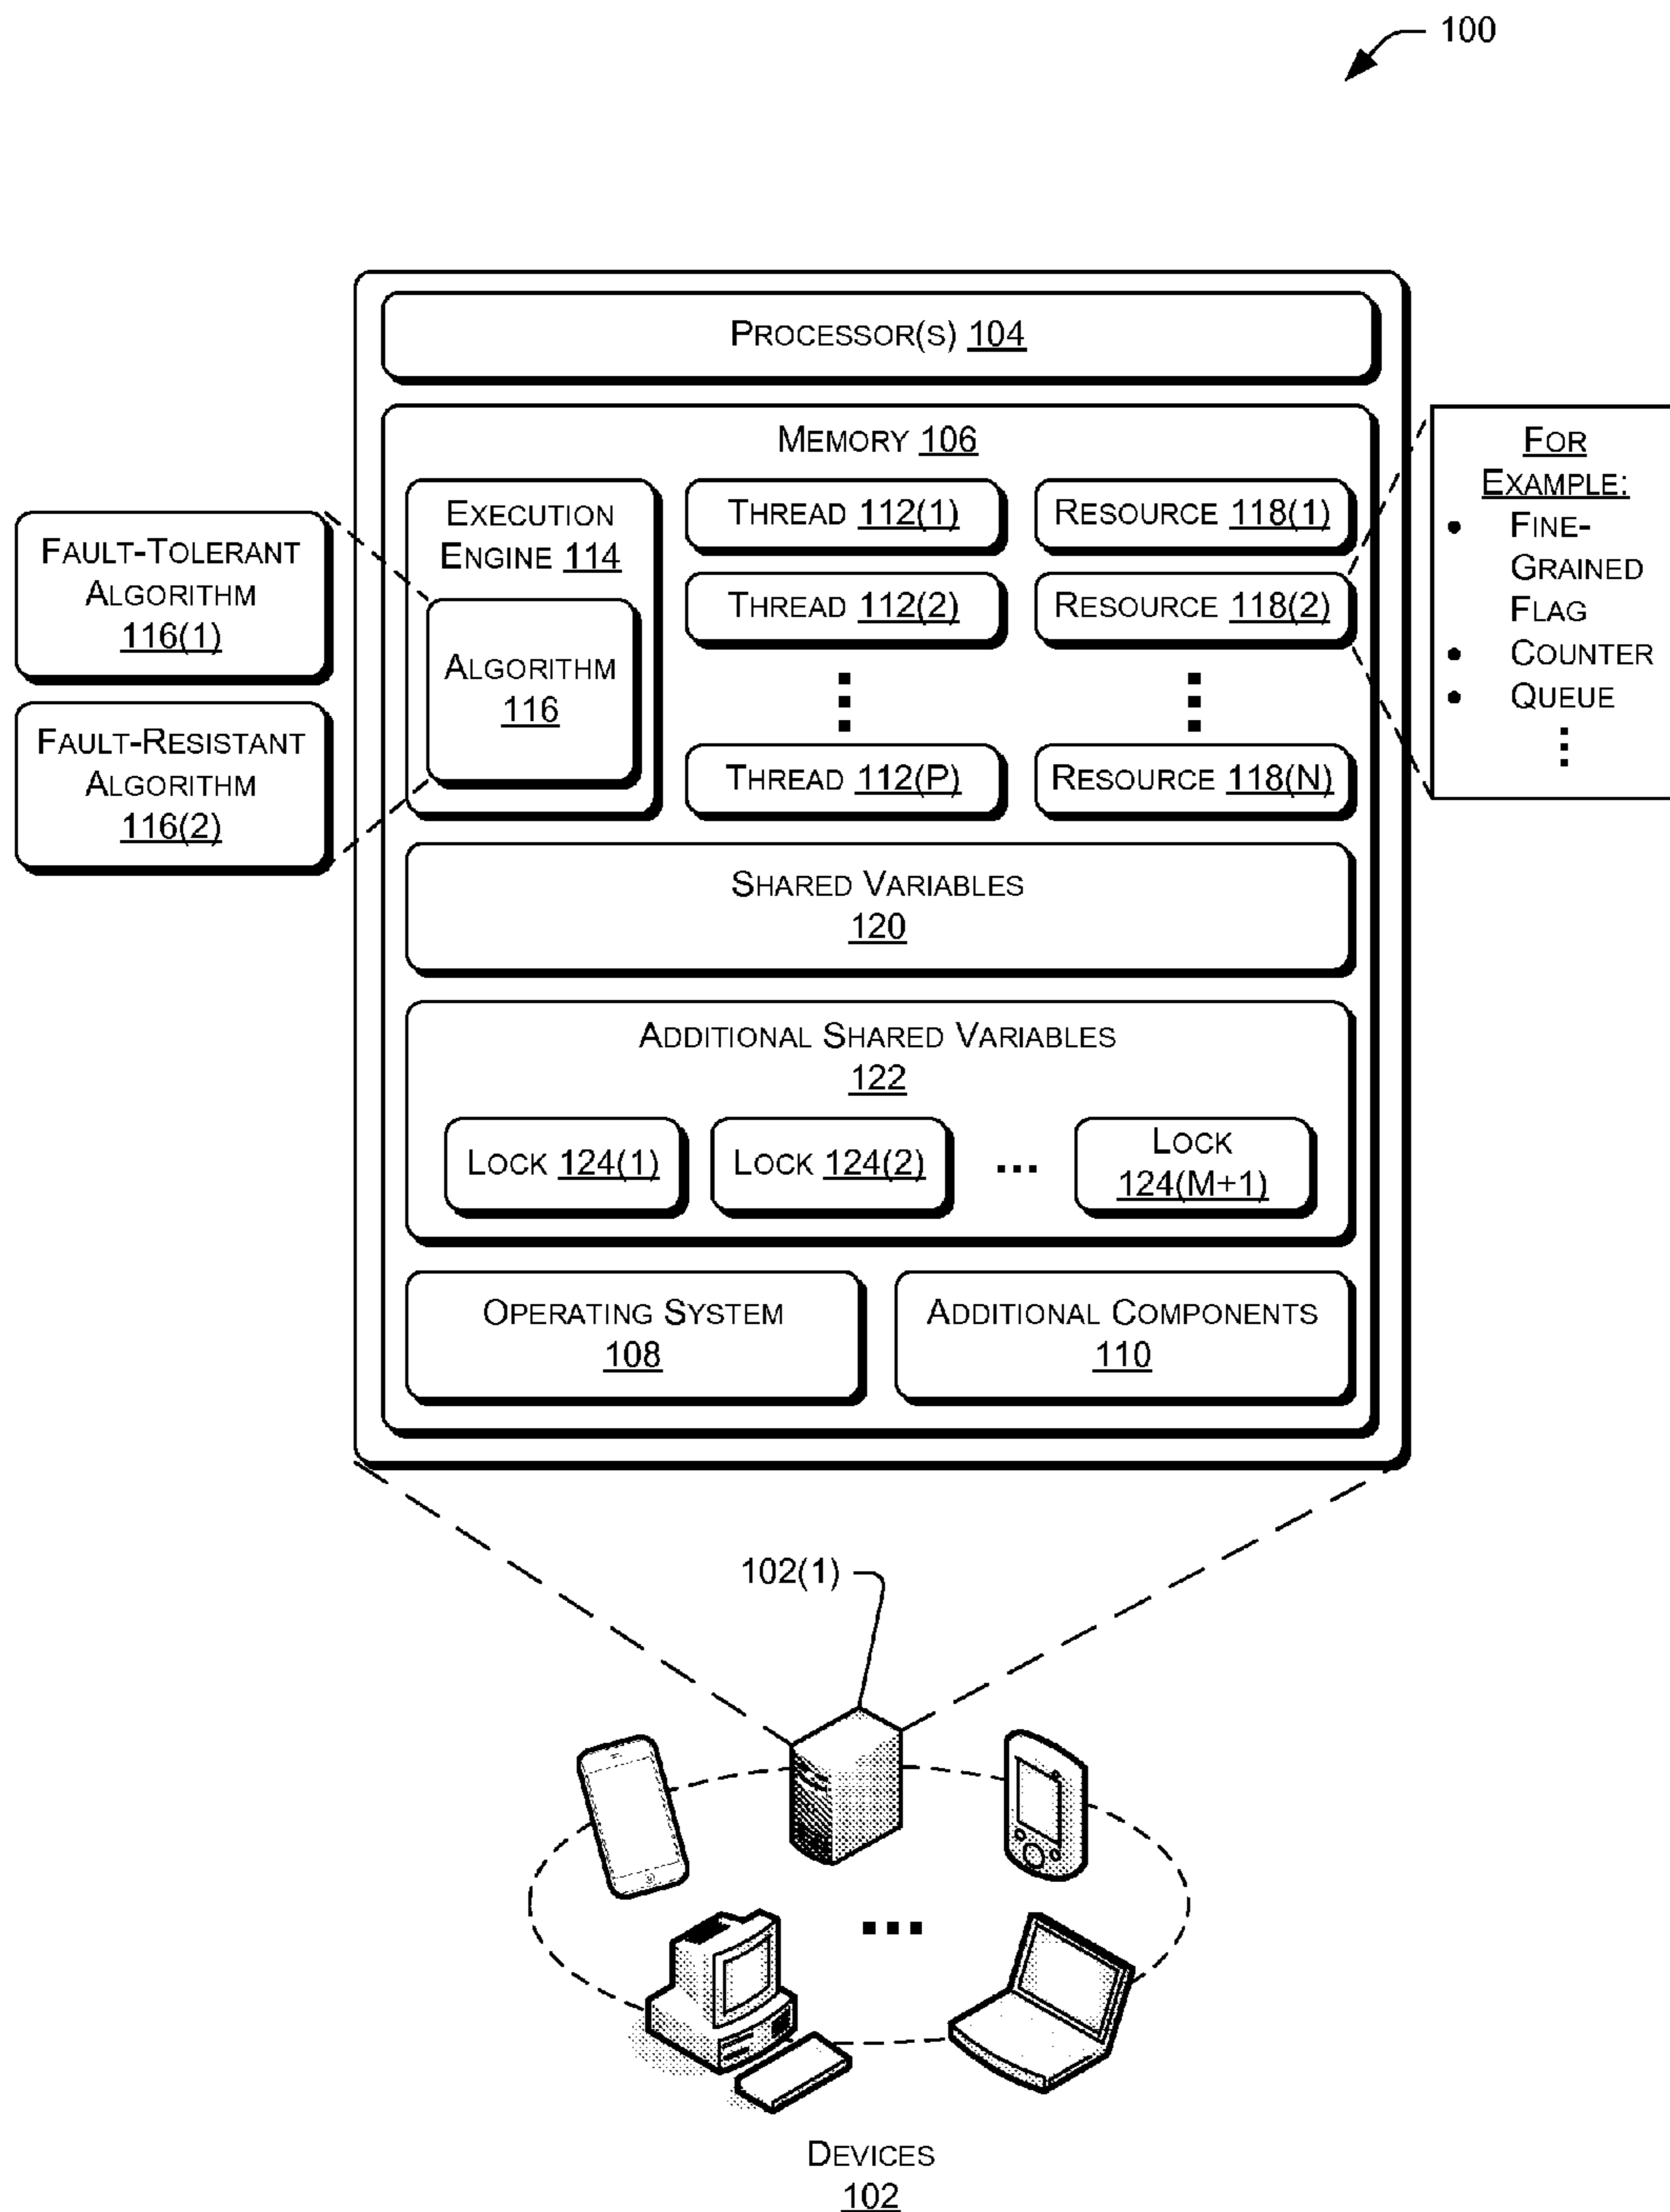 100
PROCESSOR(S) 104
MEMORY 106
EXECUTION
ENGINE 114
ALGORITHM
116
THREAD 112(1)
THREAD 112(2)
THREAD 112(P)
RESOURCE 118(1)
RESOURCE 118(2)
RESOURCE 118(N)
FAULT-TOLERANT
ALGORITHM
116(1)
FAULT-RESISTANT
ALGORITHM
116(2)
FOR
EXAMPLE:
• FINE-
GRAINED
FLAG
• COUNTER
• QUEUE
SHARED VARIABLES
120
ADDITIONAL SHARED VARIABLES
122
LOCK 124(1)
LOCK 124(2)
...
LOCK
124(M+1)
OPERATING SYSTEM
108
ADDITIONAL COMPONENTS
110
102(1)
...
DEVICES
102